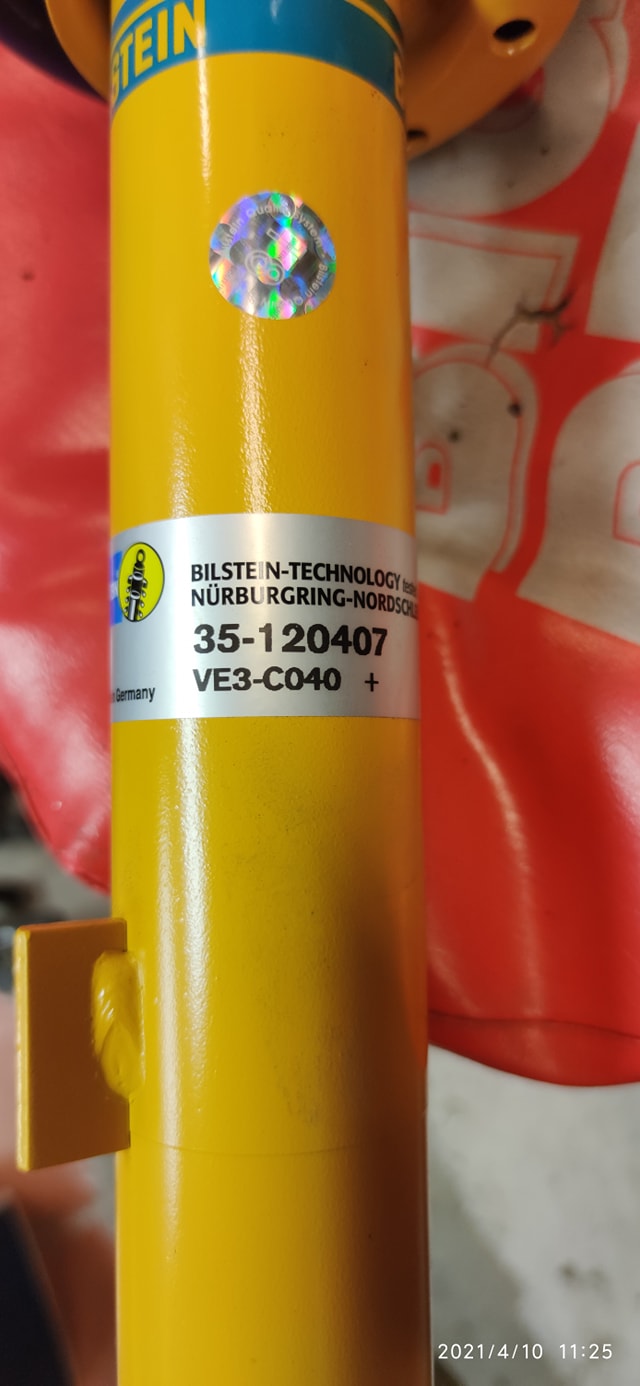 STEIN
BILSTEIN-TECHNOLOGY
NÜRBURGRING-NORDSCHL
35-120407
VE3-C040 +
Germany
2021/4/10 11:25